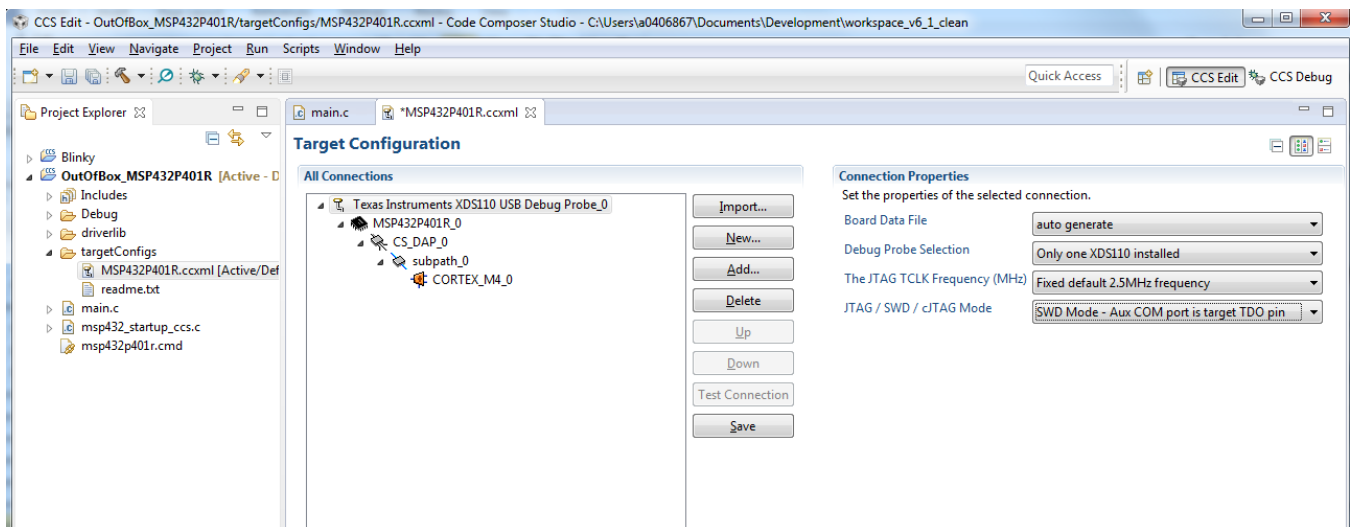 CCS Edit - OutOfBox_MSP432P401R/targetConfigs/MSP432P401R.ccxml - Code Composer Studio - C:\Users\a0406867\Documents\Development\workspace_v6_1_clean
File Edit View Navigate Project Run Scripts Window Help
Quick Access CCS Edit CCS Debug
Project Explorer
Blinky
OutOfBox_MSP432P401R [Active - D
Includes
Debug
driverlib
targetConfigs
MSP432P401R.ccxml [Active/Def
readme.txt
main.c
msp432_startup_ccs.c
msp432p401r.cmd
main.c *MSP432P401R.ccxml
Target Configuration
All Connections
Texas Instruments XDS110 USB Debug Probe_0
MSP432P401R_0
CS_DAP_0
subpath_0
CORTEX_M4_0
Import...
New...
Add...
Delete
Up
Down
Test Connection
Save
Connection Properties
Set the properties of the selected connection.
Board Data File auto generate
Debug Probe Selection Only one XDS110 installed
The JTAG TCLK Frequency (MHz) Fixed default 2.5MHz frequency
JTAG / SWD / cJTAG Mode SWD Mode - Aux COM port is target TDO pin